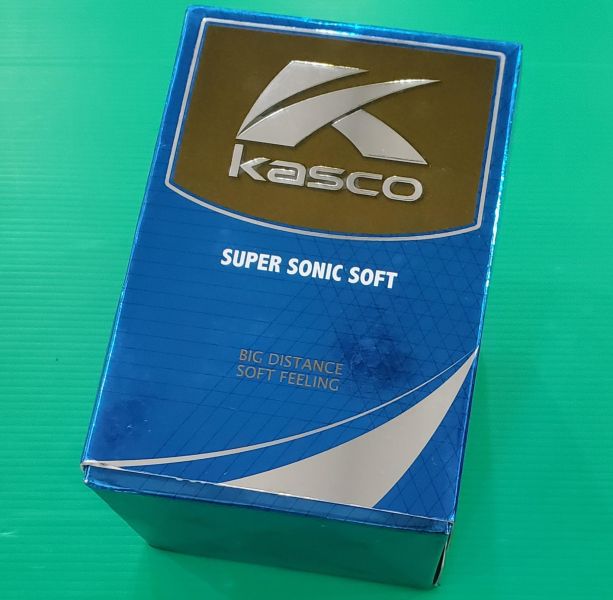 kasco
SUPER SONIC SOFT
BIG DISTANCE
SOFT FEELING